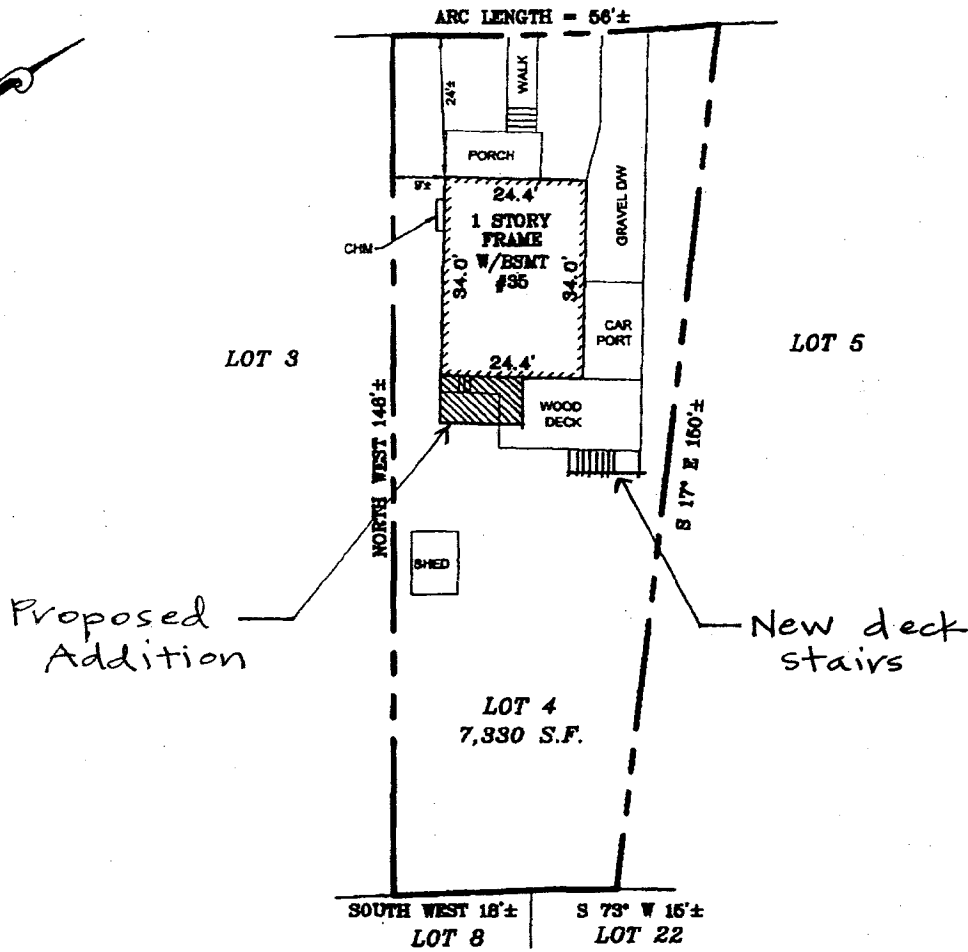 ARC LENGTH = 56'±
WALK
24'±
PORCH
9'±
24.4'
1 STORY
FRAME
W/BSMT
#35
CHM
34.0'
34.0'
GRAVEL D/W
CAR
PORT
24.4'
WOOD
DECK
LOT 3
LOT 5
NORTH WEST 148'±
S 17° E 150'±
SHED
Proposed
Addition
New deck
stairs
LOT 4
7,330 S.F.
SOUTH WEST 18'±
S 73° W 15'±
LOT 8
LOT 22